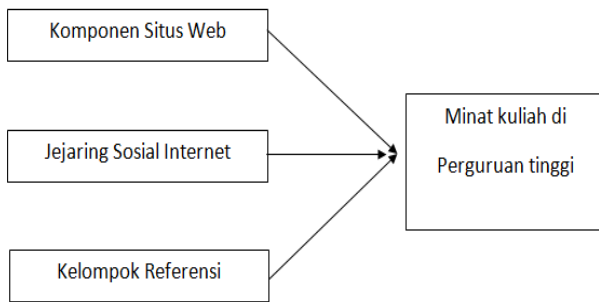 Komponen Situs Web
Jejaring Sosial Internet
Kelompok Referensi
Minat kuliah di
Perguruan tinggi